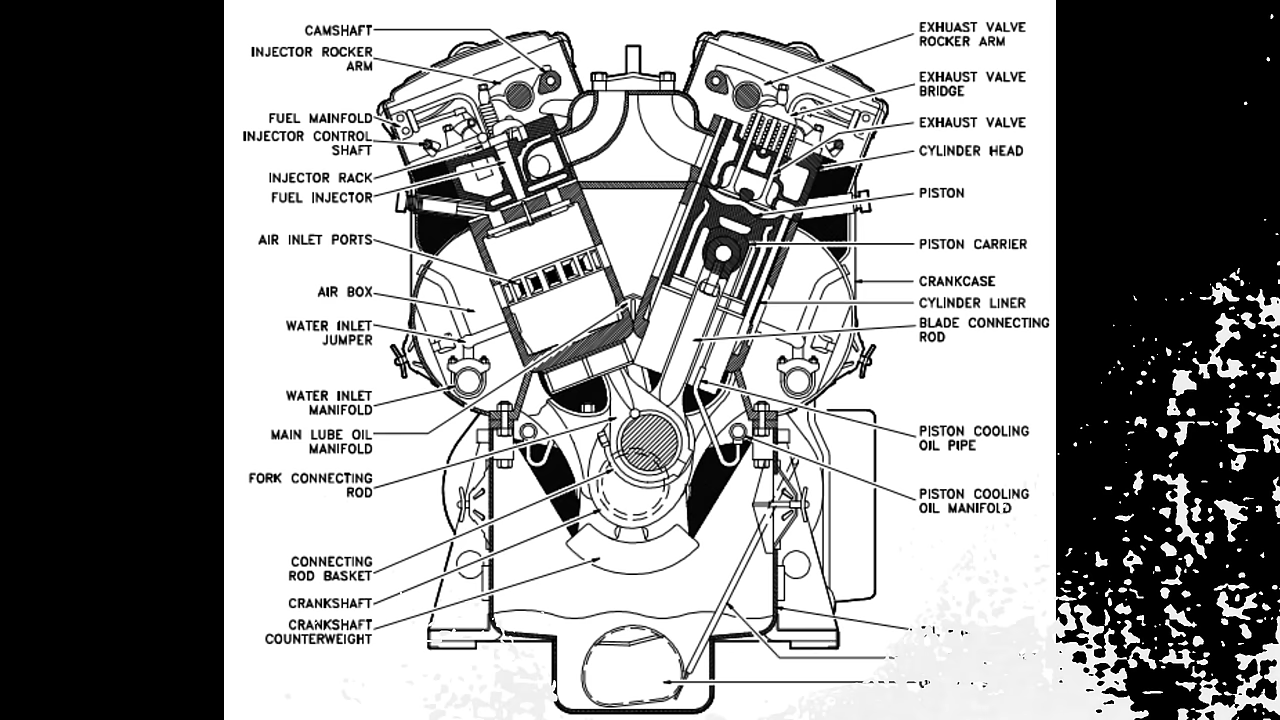 CAMSHAFT
INJECTOR ROCKER
ARM
FUEL MAINFOLD
INJECTOR CONTROL
SHAFT
INJECTOR RACK
FUEL INJECTOR
AIR INLET PORTS
AIR BOX
WATER INLET
JUMPER
WATER INLET
MANIFOLD
MAIN LUBE OIL
MANIFOLD
FORK CONNECTING
ROD
CONNECTING
ROD BASKET
CRANKSHAFT
CRANKSHAFT
COUNTERWEIGHT
EXHUAST VALVE
ROCKER ARM
EXHAUST VALVE
BRIDGE
EXHAUST VALVE
CYLINDER HEAD
PISTON
PISTON CARRIER
CRANKCASE
CYLINDER LINER
BLADE CONNECTING
ROD
PISTON COOLING
OIL PIPE
PISTON COOLING
OIL MANIFOLD